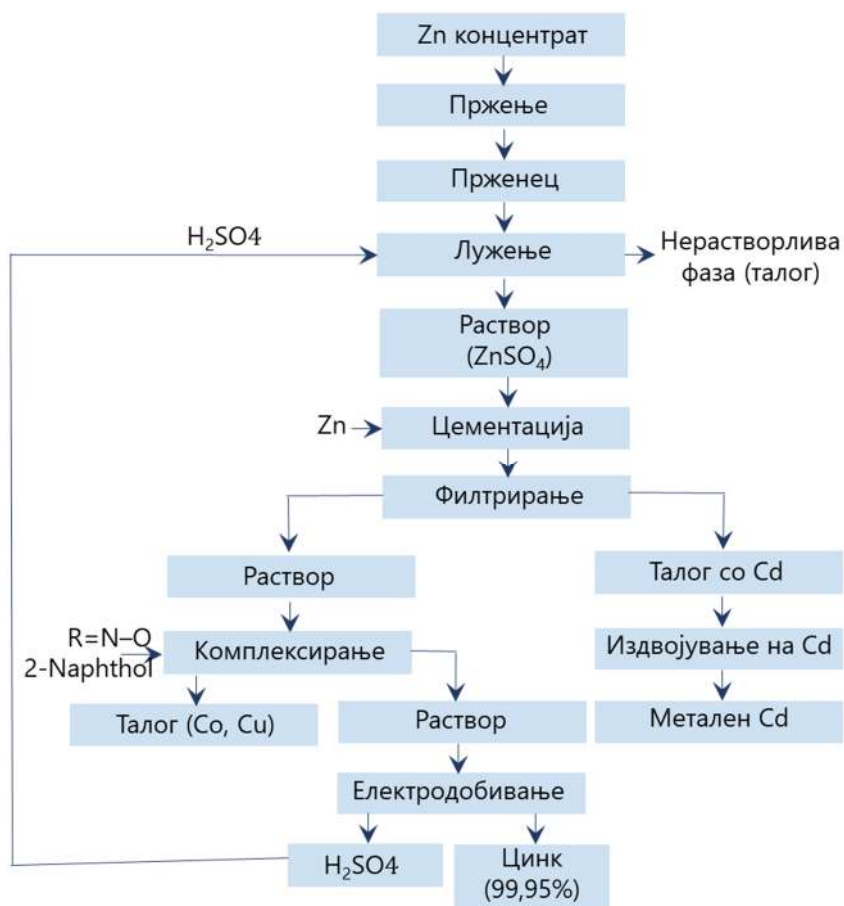 Zn концентрат
Пржење
Прженец
H₂SO4
Лужење
Нерастворлива
фаза (талог)
Раствор
(ZnSO₄)
Zn
Цементација
Филтрирање
Раствор
Талог со Cd
R=N–O
2-Naphthol
Комплексирање
Издвојување на Cd
Талог (Co, Cu)
Раствор
Метален Cd
Електродобивање
H₂SO4
Цинк
(99,95%)